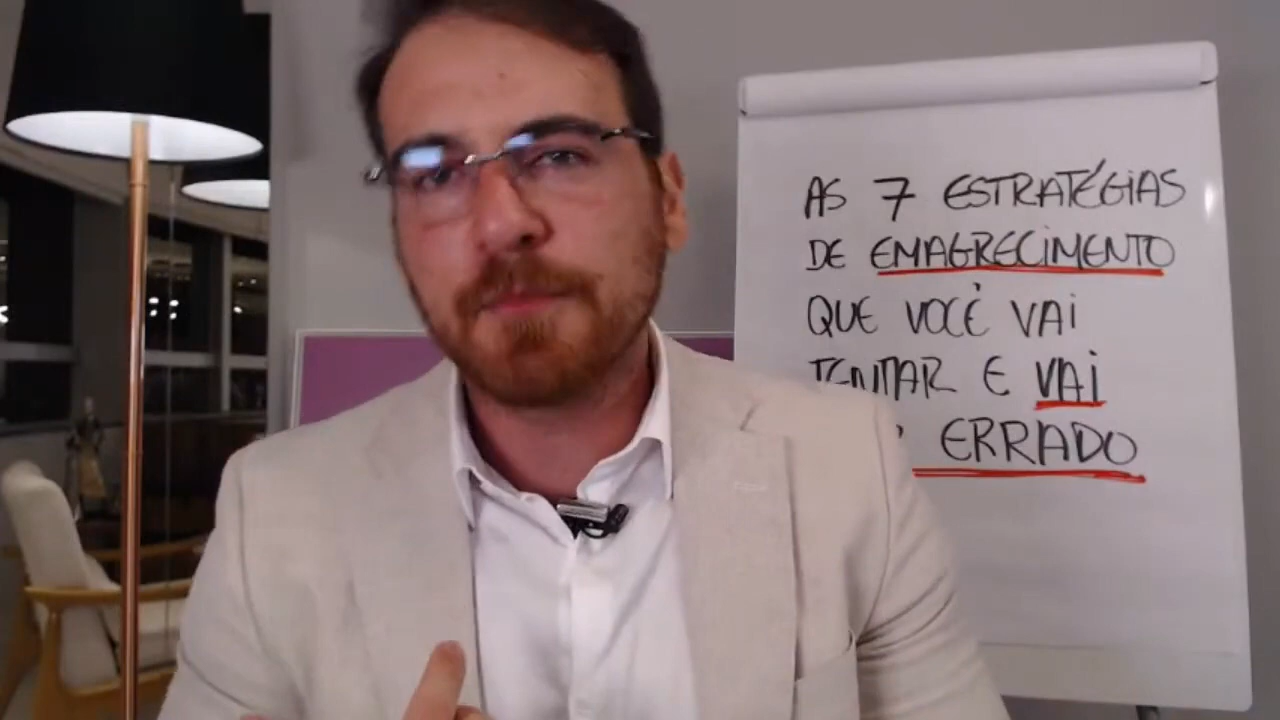 AS 7 ESTRATÉGIAS
DE EMAGRECIMENTO
QUE VOCÊ VAI
TENTAR E VAI
ERRADO